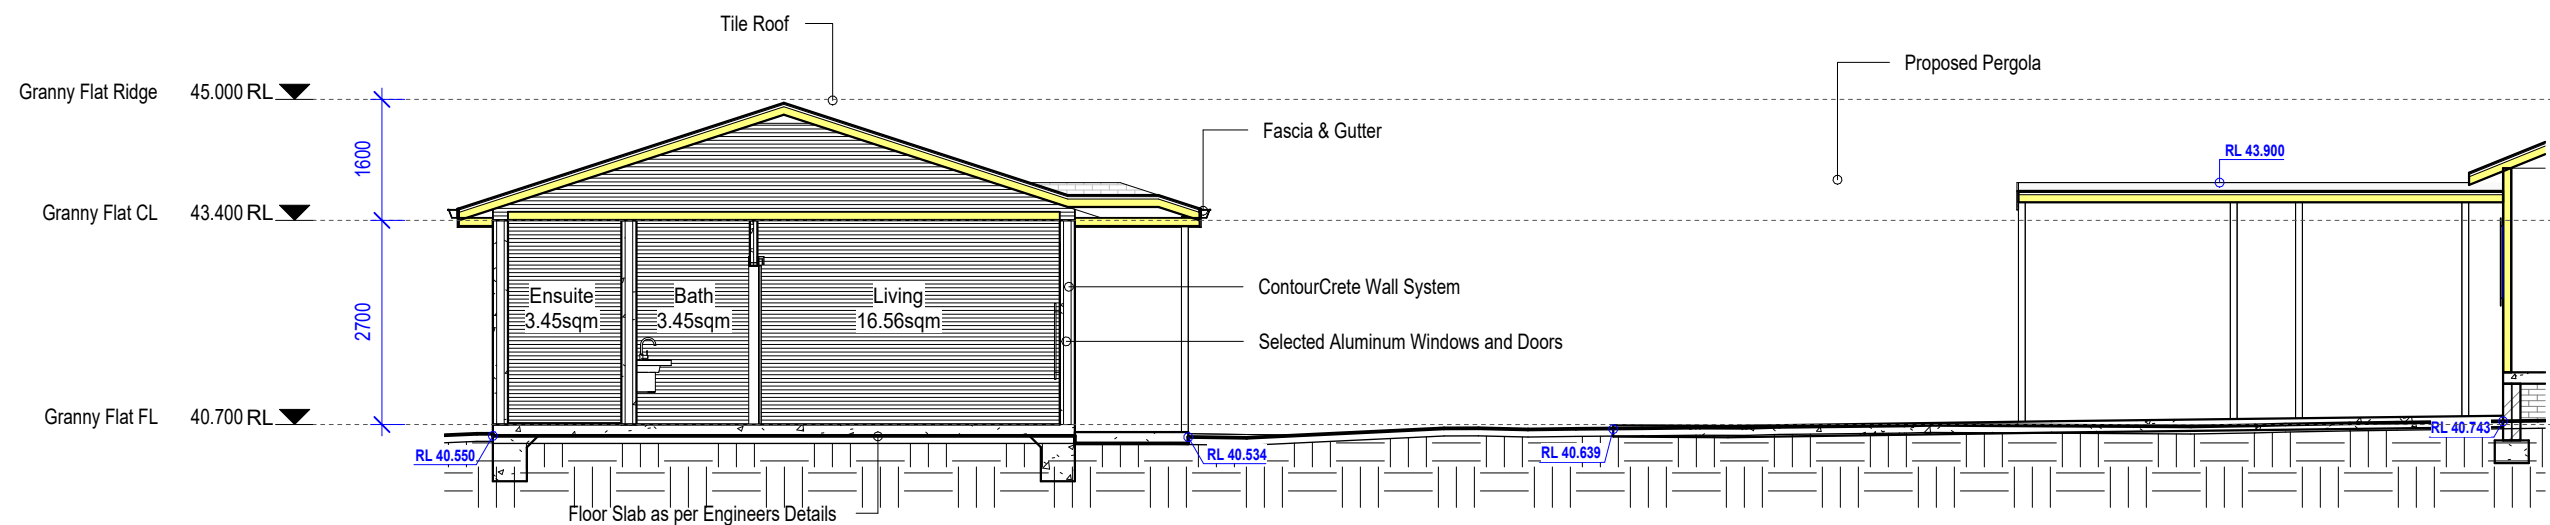 Tile Roof
Proposed Pergola
Granny Flat Ridge 45.000 RL
Fascia & Gutter
1600
RL 43.900
Granny Flat CL 43.400 RL
ContourCrete Wall System
Ensuite
3.45sqm
Bath
3.45sqm
Living
16.56sqm
2700
Selected Aluminum Windows and Doors
Granny Flat FL 40.700 RL
RL 40.550
RL 40.534
RL 40.639
RL 40.743
Floor Slab as per Engineers Details